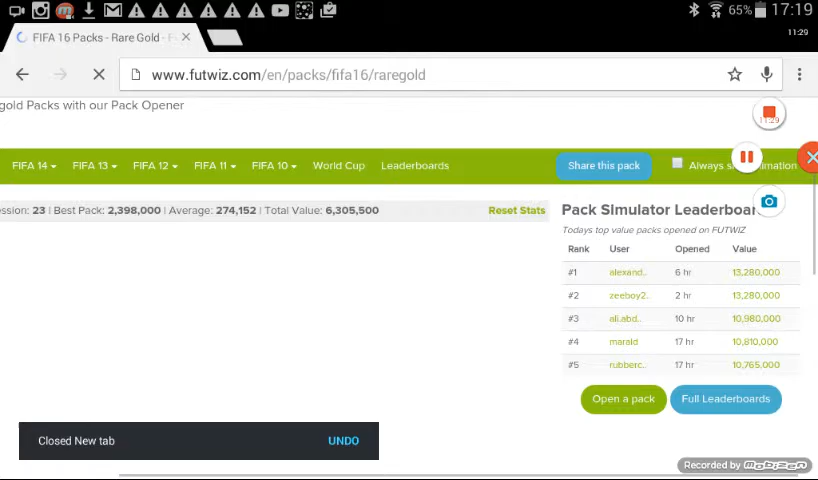 65% 17:19
11:29
FIFA 16 Packs - Rare Gold -
www.futwiz.com/en/packs/fifa16/raregold
gold Packs with our Pack Opener
11:29
FIFA 14 FIFA 13 FIFA 12 FIFA 11 FIFA 10 World Cup Leaderboards Share this pack Always
ssion: 23 | Best Pack: 2,398,000 | Average: 274,152 | Total Value: 6,305,500 Reset Stats
Pack SImulator Leaderboar
Todays top value packs opened on FUTWIZ
Rank User Opened Value
#1 alexand.. 6 hr 13,280,000
#2 zeeboy2.. 2 hr 13,280,000
#3 ali.abd.. 10 hr 10,980,000
#4 marald 17 hr 10,810,000
#5 rubberc.. 17 hr 10,765,000
Open a pack Full Leaderboards
Closed New tab UNDO
Recorded by mobizen